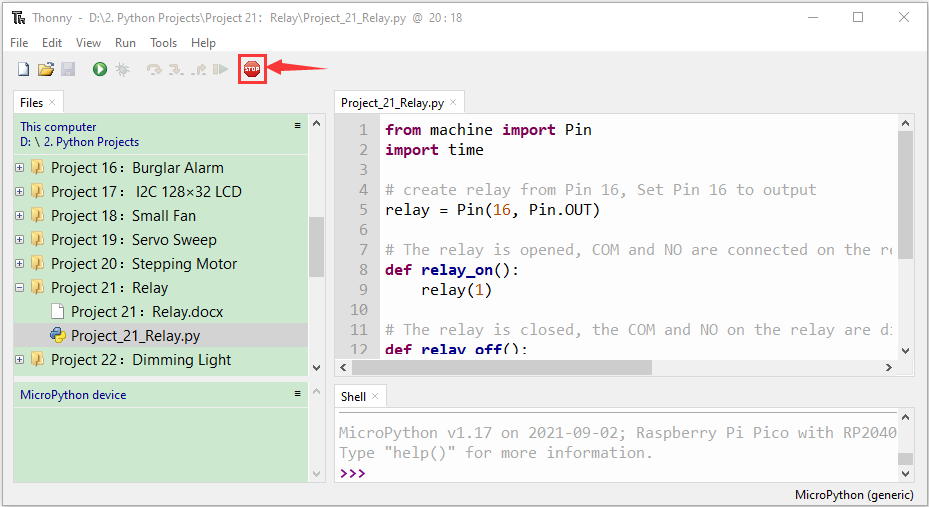 Thonny - D:\2. Python Projects\Project 21：Relay\Project_21_Relay.py @ 20 : 18
File Edit View Run Tools Help
STOP
Files
This computer
D: \ 2. Python Projects
Project 16：Burglar Alarm
Project 17： I2C 128×32 LCD
Project 18：Small Fan
Project 19：Servo Sweep
Project 20：Stepping Motor
Project 21：Relay
Project 21：Relay.docx
Project_21_Relay.py
Project 22：Dimming Light
MicroPython device
Project_21_Relay.py
1 from machine import Pin
2 import time
3
4 # create relay from Pin 16, Set Pin 16 to output
5 relay = Pin(16, Pin.OUT)
6
7 # The relay is opened, COM and NO are connected on the re
8 def relay_on():
9     relay(1)
10
11 # The relay is closed, the COM and NO on the relay are di
12 def relay_off():
Shell
MicroPython v1.17 on 2021-09-02; Raspberry Pi Pico with RP2040
Type "help()" for more information.
>>>
MicroPython (generic)